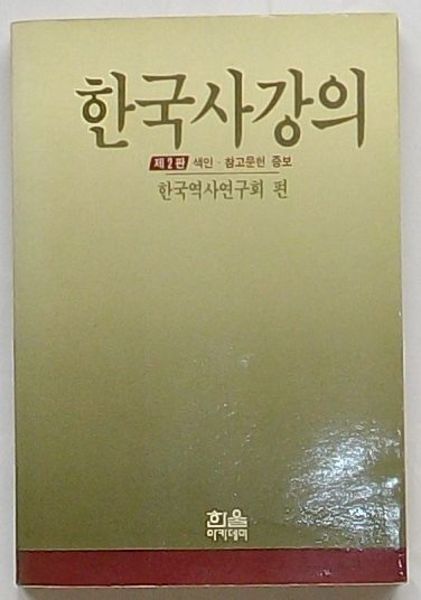 한국사강의
제2판 색인·참고문헌 증보
한국역사연구회 편
한울
아카데미